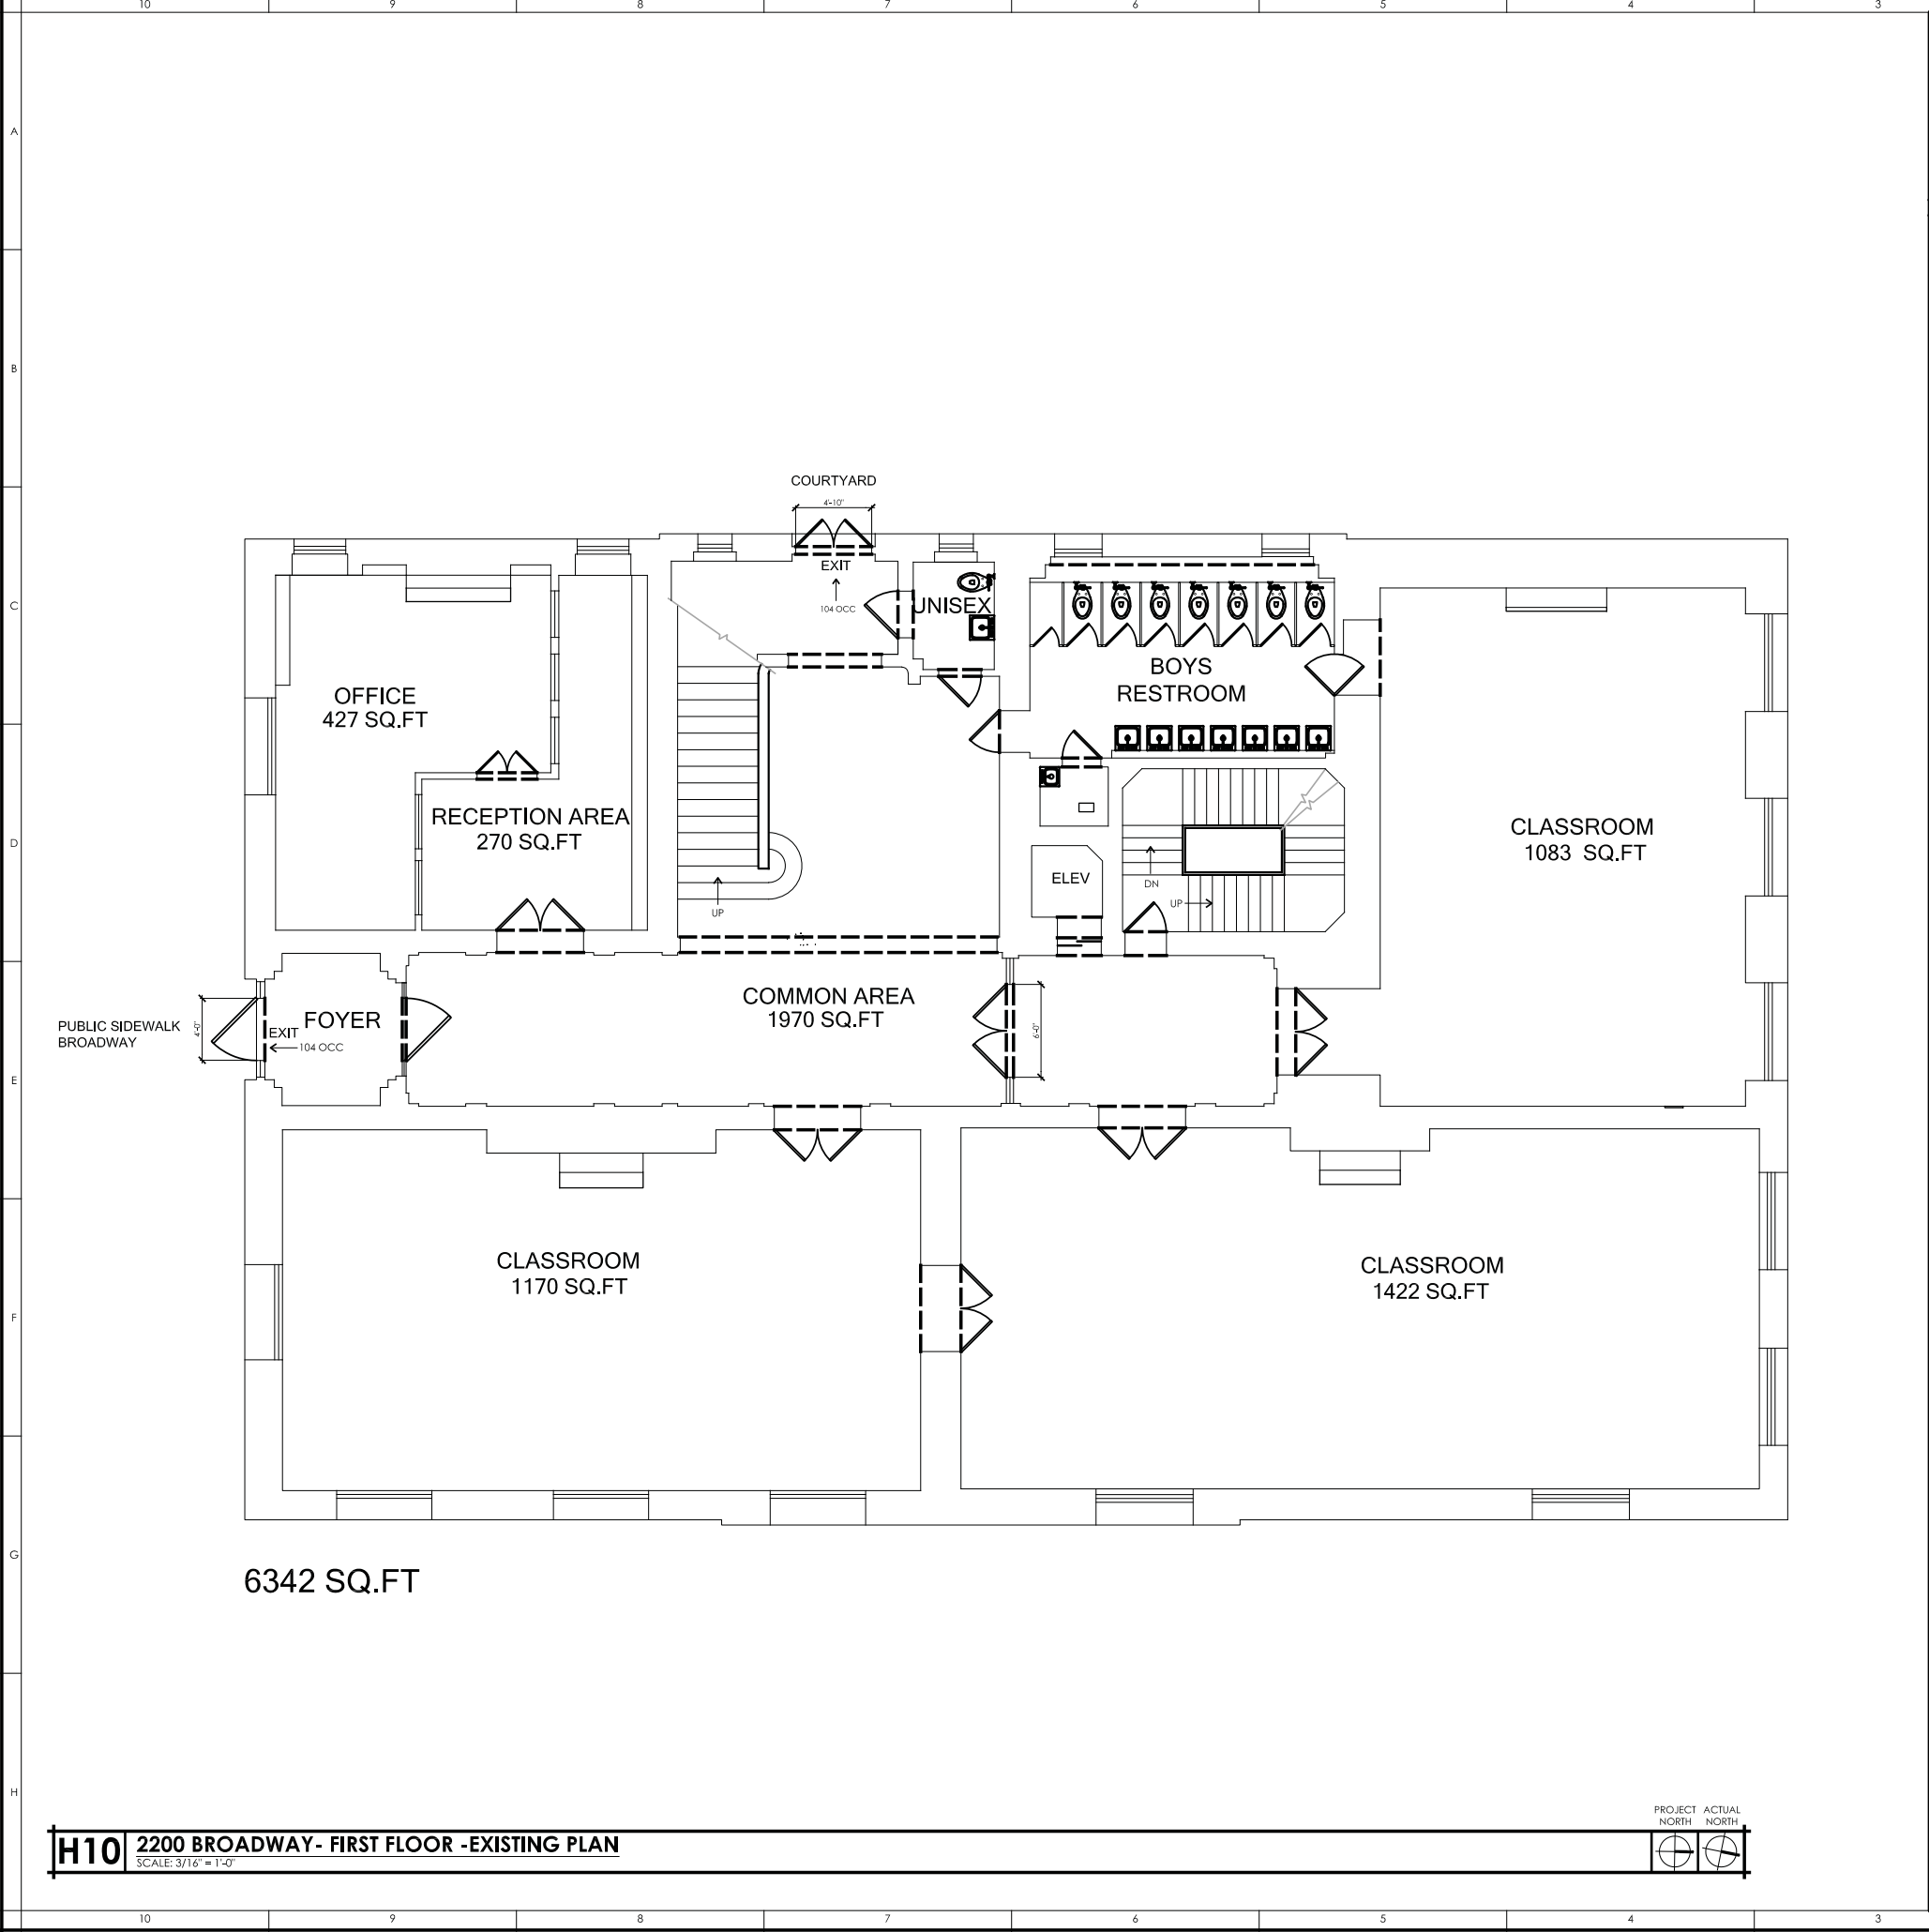 10 9 8 7 6 5 4 3
A
B
C
D
E
F
G
H
COURTYARD
4'-10"
EXIT
104 OCC
UNISEX
BOYS
RESTROOM
OFFICE
427 SQ.FT
RECEPTION AREA
270 SQ.FT
CLASSROOM
1083 SQ.FT
ELEV
DN
UP
UP
COMMON AREA
1970 SQ.FT
FOYER
EXIT
104 OCC
4'-0"
6'-0"
PUBLIC SIDEWALK
BROADWAY
CLASSROOM
1170 SQ.FT
CLASSROOM
1422 SQ.FT
6342 SQ.FT
PROJECT
NORTH
ACTUAL
NORTH
H10
2200 BROADWAY- FIRST FLOOR -EXISTING PLAN
SCALE: 3/16" = 1'-0"
10 9 8 7 6 5 4 3